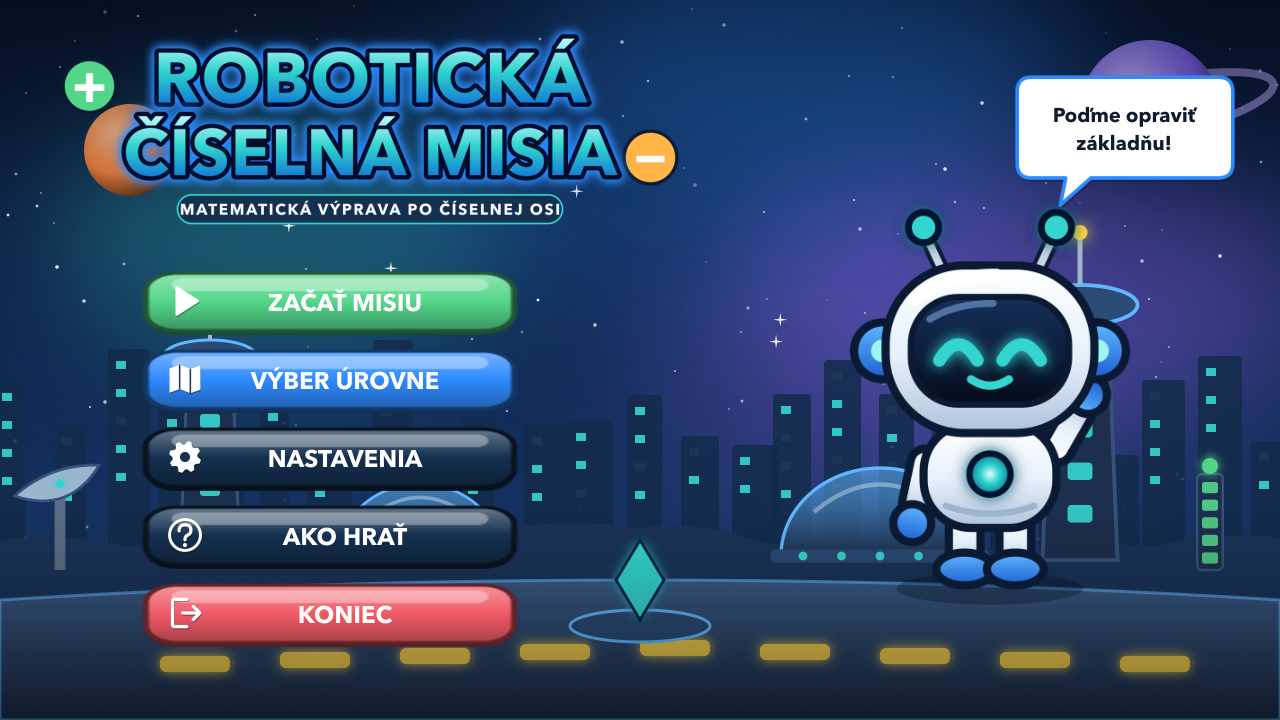 ROBOTICKÁ
ČÍSELNÁ MISIA
MATEMATICKÁ VÝPRAVA PO ČÍSELNEJ OSI
Poďme opraviť
základňu!
ZAČAŤ MISIU
VÝBER ÚROVNE
NASTAVENIA
AKO HRAŤ
KONIEC